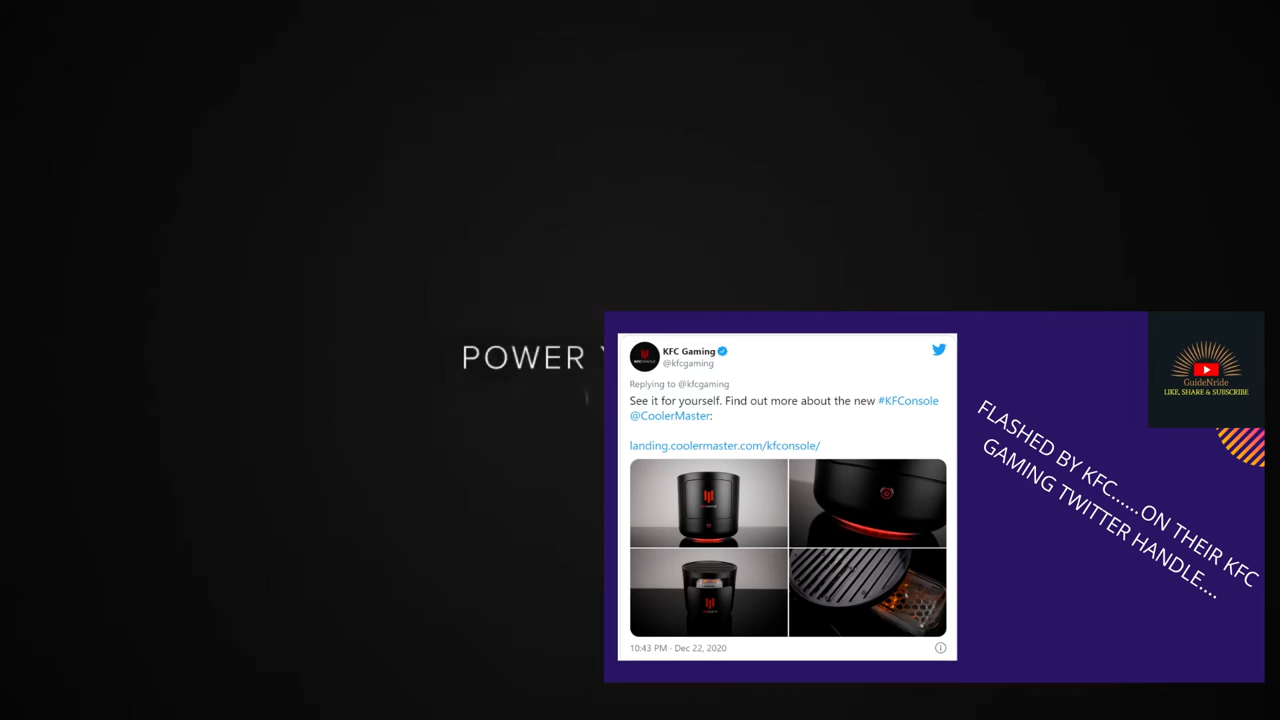 POWER
KFC Gaming
@kfcgaming
Replying to @kfcgaming
See it for yourself. Find out more about the new #KFConsole
@CoolerMaster:
landing.coolermaster.com/kfconsole/
10:43 PM · Dec 22, 2020
GuideNride
LIKE, SHARE & SUBSCRIBE
FLASHED BY KFC......ON THEIR KFC
GAMING TWITTER HANDLE....